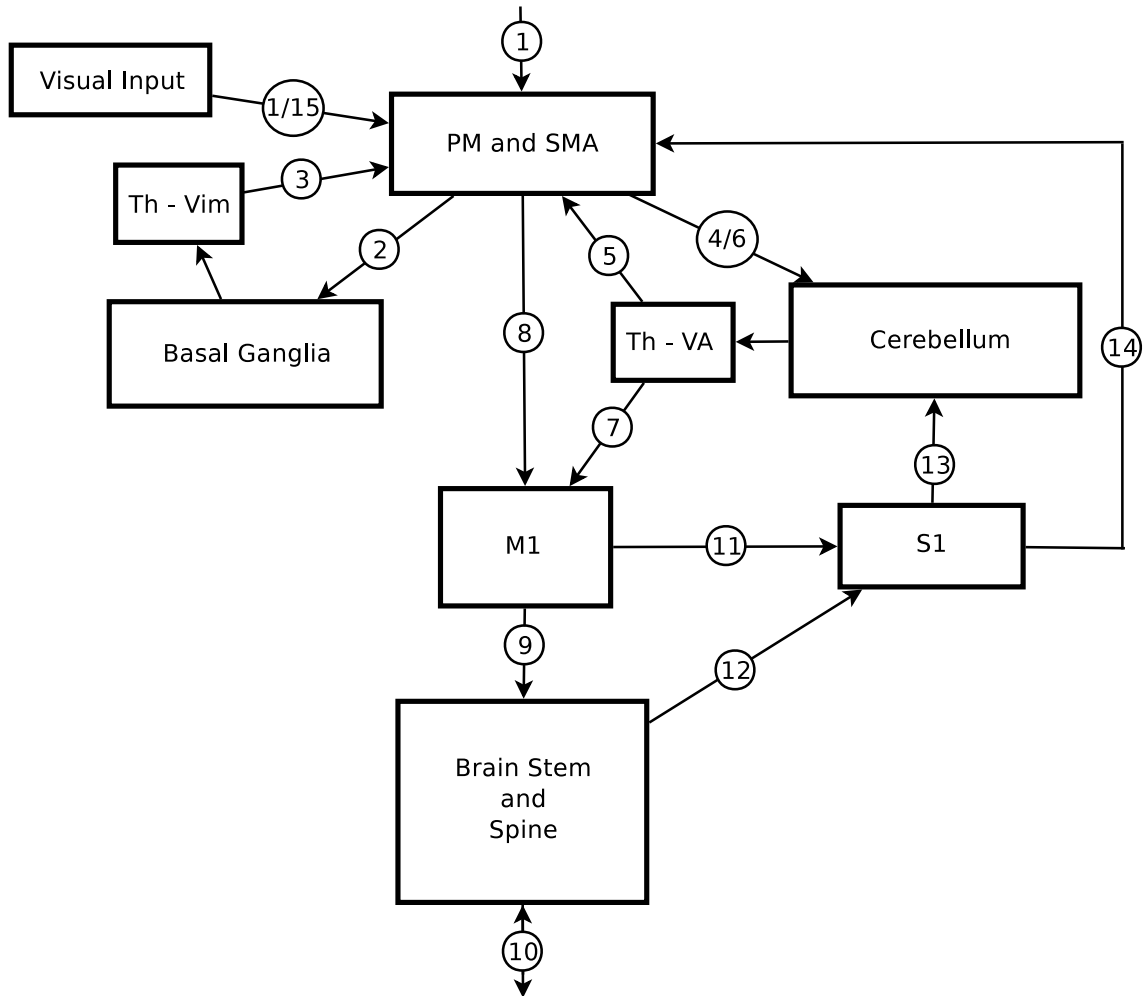 1
Visual Input
1/15
PM and SMA
3
Th - Vim
2
4/6
5
8
Th - VA
Cerebellum
Basal Ganglia
14
7
13
M1
11
S1
9
12
Brain Stem
and
Spine
10